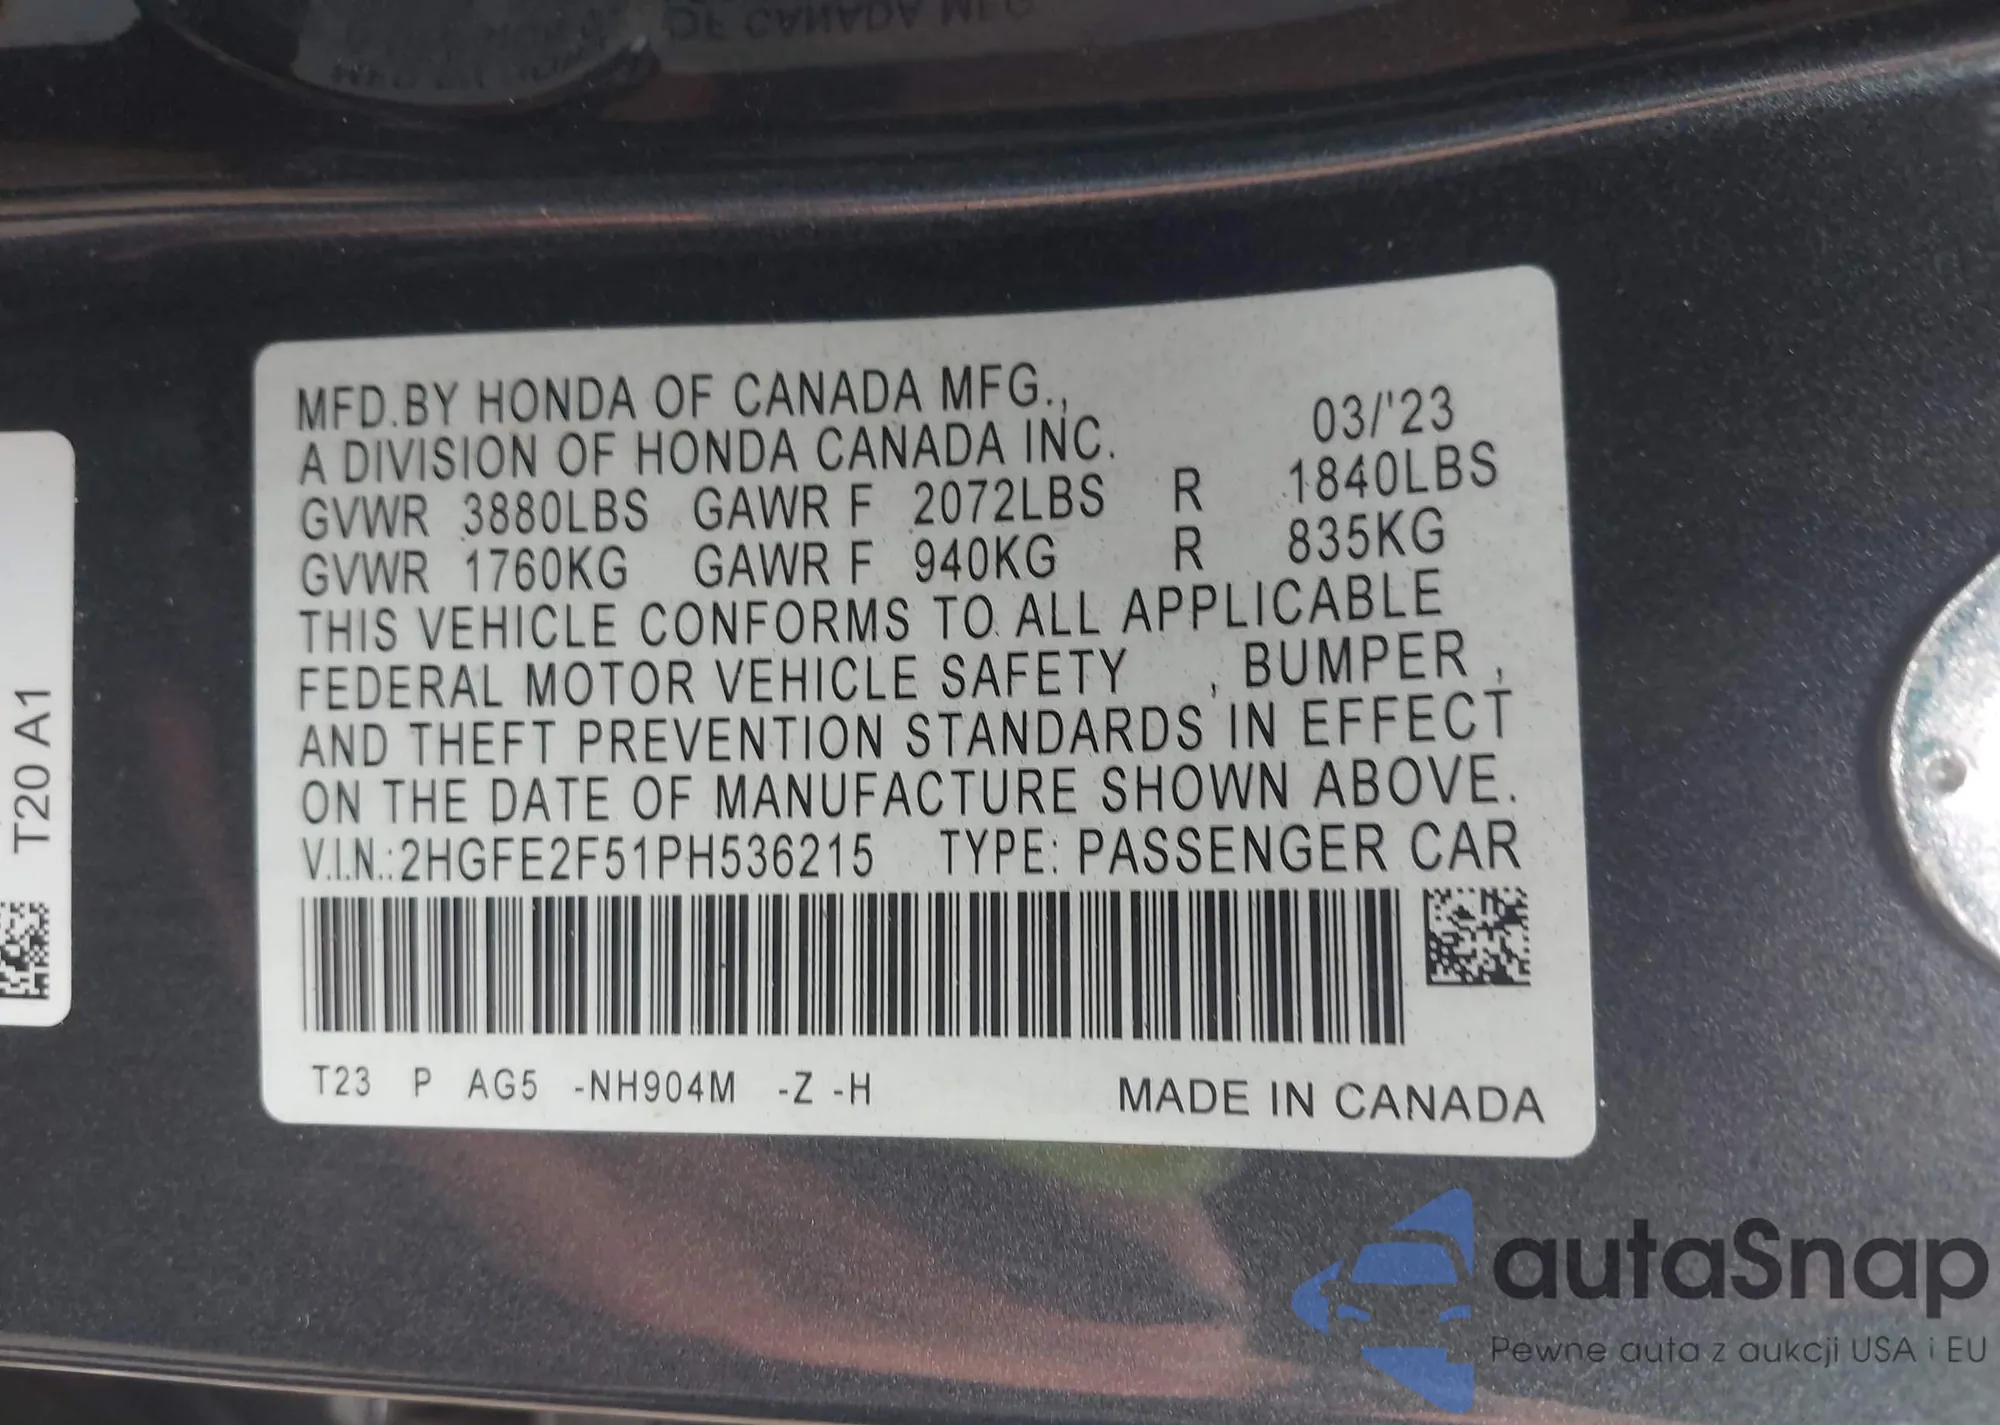 MFD.BY HONDA OF CANADA MFG.,
A DIVISION OF HONDA CANADA INC. 03/'23
GVWR 3880LBS GAWR F 2072LBS R 1840LBS
GVWR 1760KG GAWR F 940KG R 835KG
THIS VEHICLE CONFORMS TO ALL APPLICABLE
FEDERAL MOTOR VEHICLE SAFETY , BUMPER ,
AND THEFT PREVENTION STANDARDS IN EFFECT
ON THE DATE OF MANUFACTURE SHOWN ABOVE.
V.I.N.:2HGFE2F51PH536215 TYPE: PASSENGER CAR
T23 P AG5 -NH904M -Z -H MADE IN CANADA
T20 A1
autaSnap
Pewne auta z aukcji USA i EU